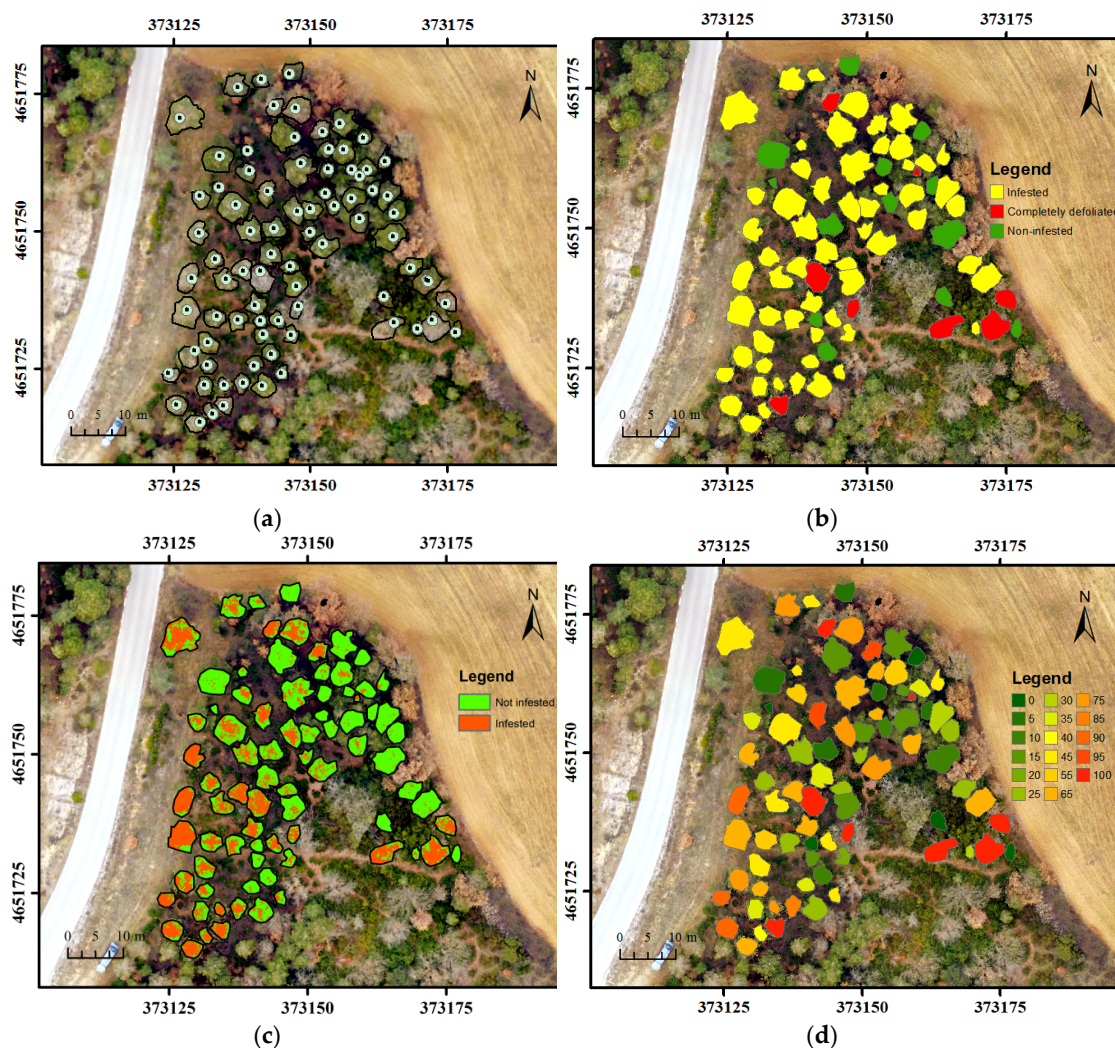 373125 373150 373175
4651775
4651750
4651725
N
0 5 10 m
373125 373150 373175
(a)
373125 373150 373175
4651775
4651750
4651725
N
Legend
Infested
Completely defoliated
Non-infested
0 5 10 m
373125 373150 373175
(b)
373125 373150 373175
4651775
4651750
4651725
N
Legend
Not infested
Infested
0 5 10 m
373125 373150 373175
(c)
373125 373150 373175
4651775
4651750
4651725
N
Legend
0 30 75
5 35 85
10 40 90
15 45 95
20 55 100
25 65
0 5 10 m
373125 373150 373175
(d)